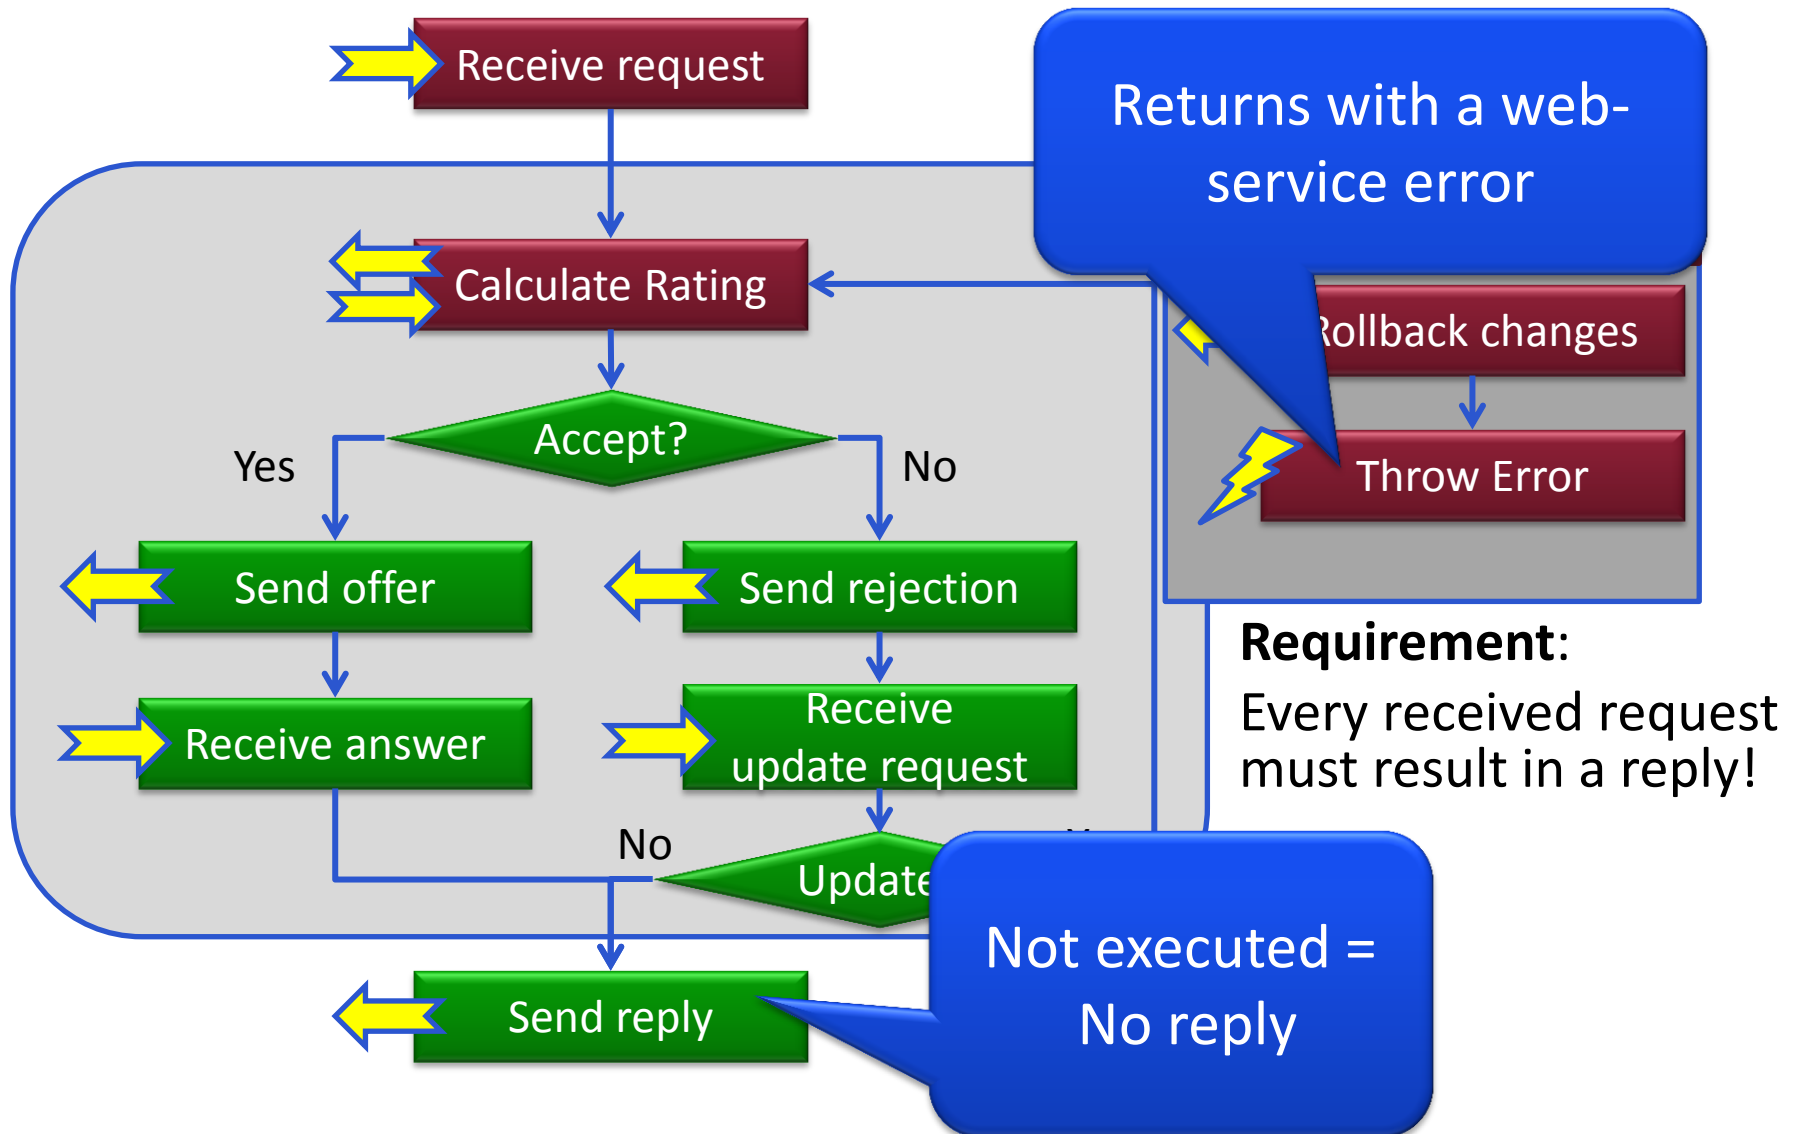 Receive request
Returns with a web-
service error
Calculate Rating
Rollback changes
Accept?
Yes
No
Throw Error
Send offer
Send rejection
Requirement:
Every received request
must result in a reply!
Receive answer
Receive
update request
No
Update
Not executed =
No reply
Send reply